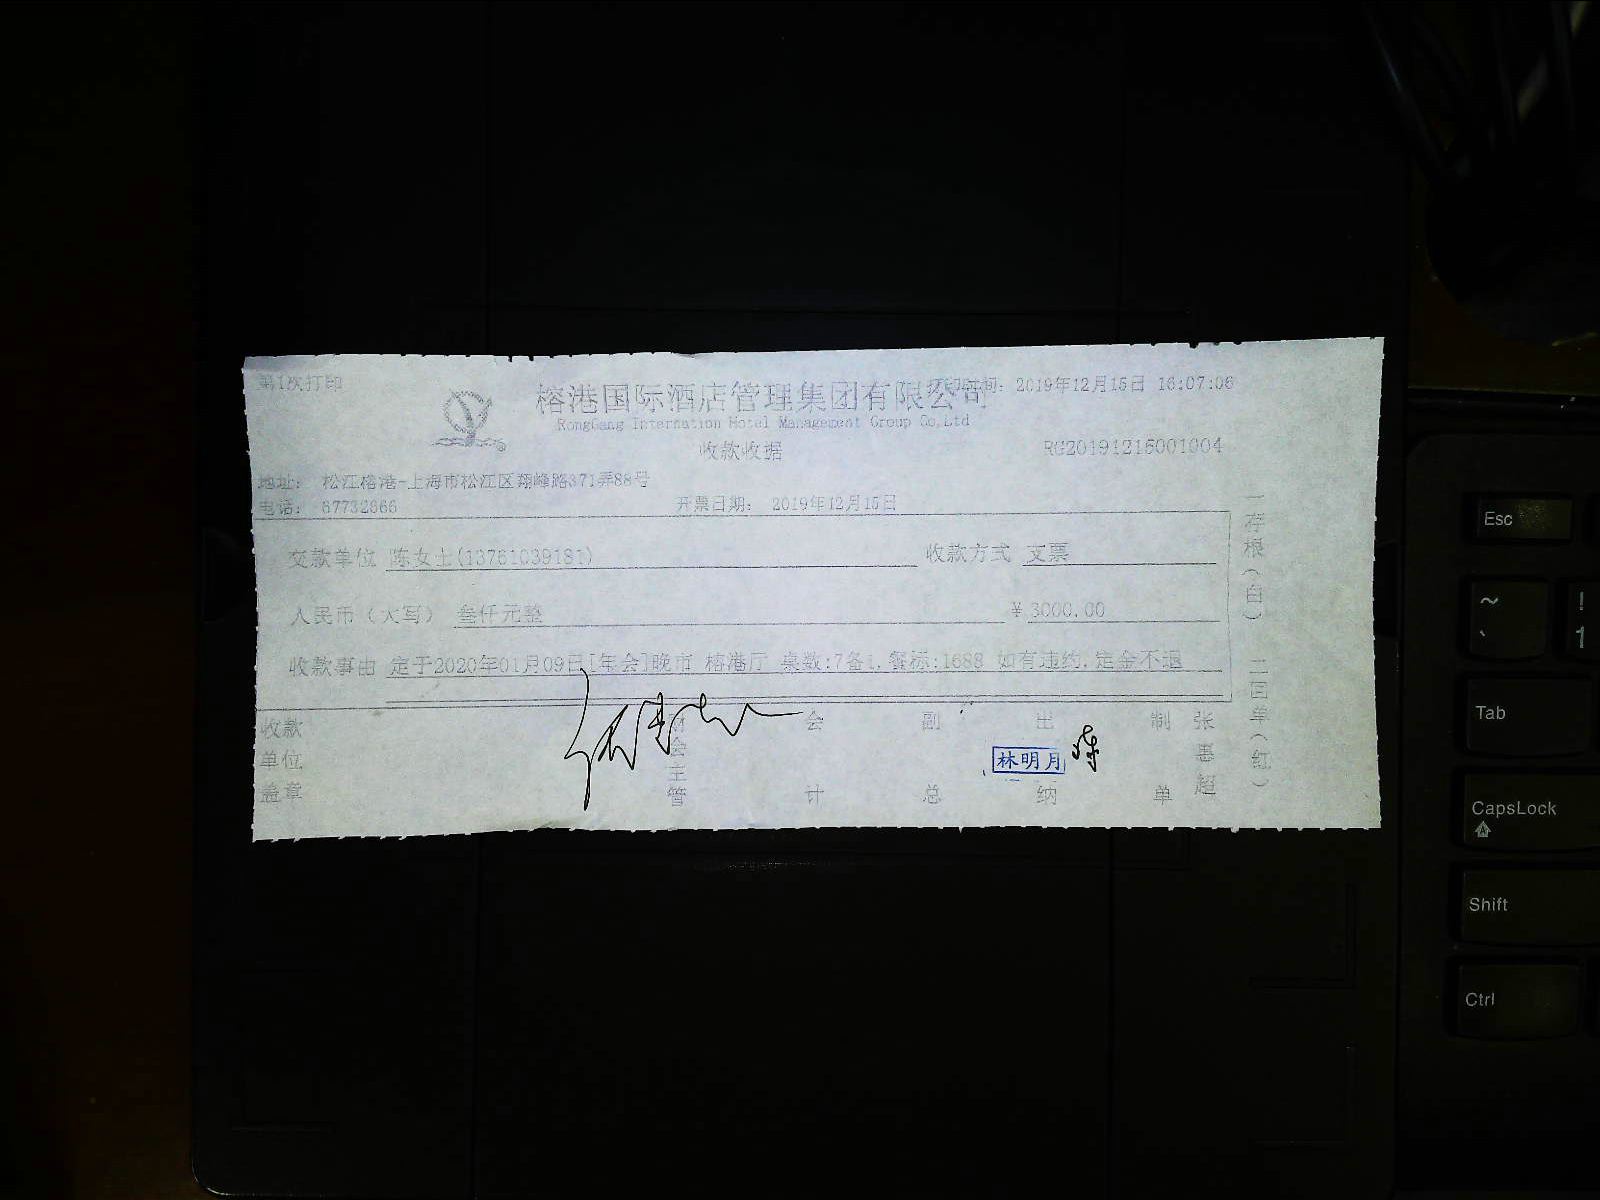 第1次打印
榕港国际酒店管理集团有限公司
打印时间: 2019年12月15日 16:07:06
RongGang Internation Hotel Management Group Co,Ltd
收款收据
RG20191215001004
地址: 松江榕港-上海市松江区翔峰路371弄88号
电话: 67732666
开票日期: 2019年12月15日
交款单位 陈女士(13761039181) 收款方式 支票
人民币（大写） 叁仟元整 ￥3000.00
收款事由 定于2020年01月09日[年会]晚市 榕港厅 桌数:7备1,餐标:1688 如有违约,定金不退
收款单位盖章 财会主管 会计 副总 出纳 林明月 制单 张惠超
一存根(白) 二回单(红)
Esc
~
`
!
1
Tab
CapsLock
Shift
Ctrl